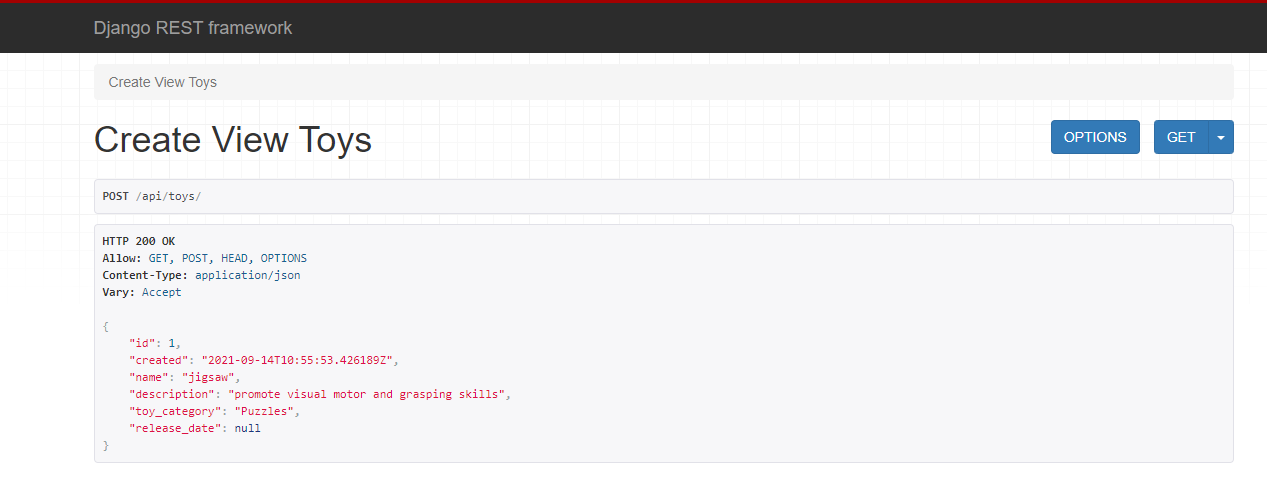 Django REST framework
Create View Toys
Create View Toys
OPTIONS
GET
POST /api/toys/
HTTP 200 OK
Allow: GET, POST, HEAD, OPTIONS
Content-Type: application/json
Vary: Accept
{
    "id": 1,
    "created": "2021-09-14T10:55:53.426189Z",
    "name": "jigsaw",
    "description": "promote visual motor and grasping skills",
    "toy_category": "Puzzles",
    "release_date": null
}